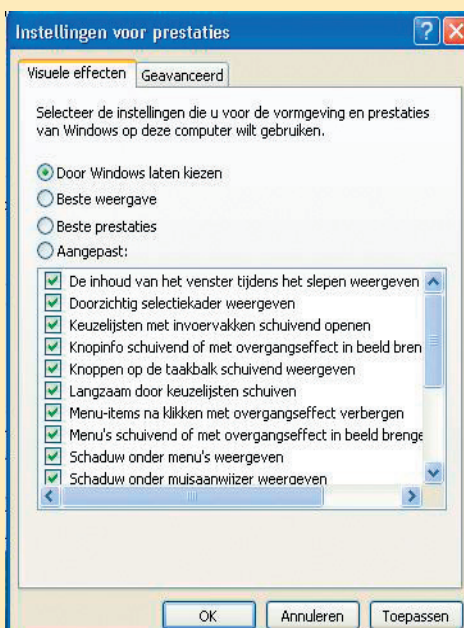 Instellingen voor prestaties
Visuele effecten
Geavanceerd
Selecteer de instellingen die u voor de vormgeving en prestaties
van Windows op deze computer wilt gebruiken.
Door Windows laten kiezen
Beste weergave
Beste prestaties
Aangepast:
De inhoud van het venster tijdens het slepen weergeven
Doorzichtig selectiekader weergeven
Keuzelijsten met invoervakken schuivend openen
Knopinfo schuivend of met overgangseffect in beeld bren
Knoppen op de taakbalk schuivend weergeven
Langzaam door keuzelijsten schuiven
Menu-items na klikken met overgangseffect verbergen
Menu's schuivend of met overgangseffect in beeld brenge
Schaduw onder menu's weergeven
Schaduw onder muisaanwijzer weergeven
OK
Annuleren
Toepassen